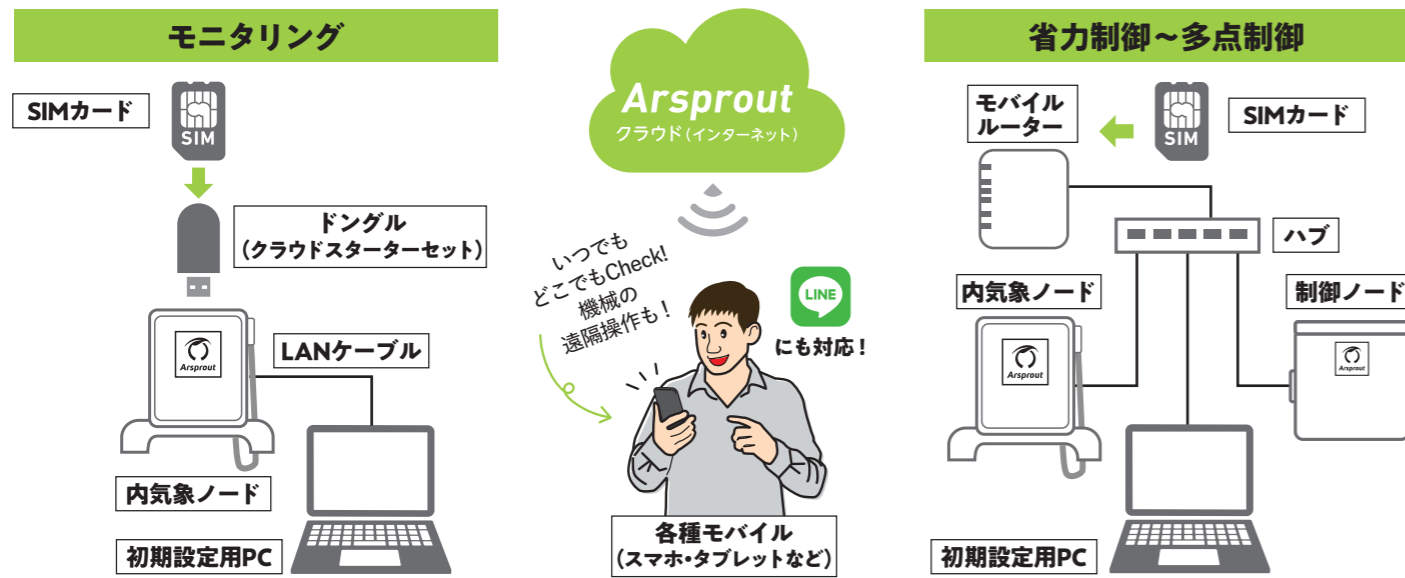 モニタリング
SIMカード
SIM
ドングル
（クラウドスターターセット）
Arsprout
LANケーブル
内気象ノード
初期設定用PC
Arsprout
クラウド（インターネット）
いつでも
どこでもCheck!
機械の
遠隔操作も！
LINE
にも対応！
各種モバイル
（スマホ・タブレットなど）
省力制御～多点制御
モバイル
ルーター
SIM
SIMカード
ハブ
内気象ノード
制御ノード
Arsprout
Arsprout
初期設定用PC